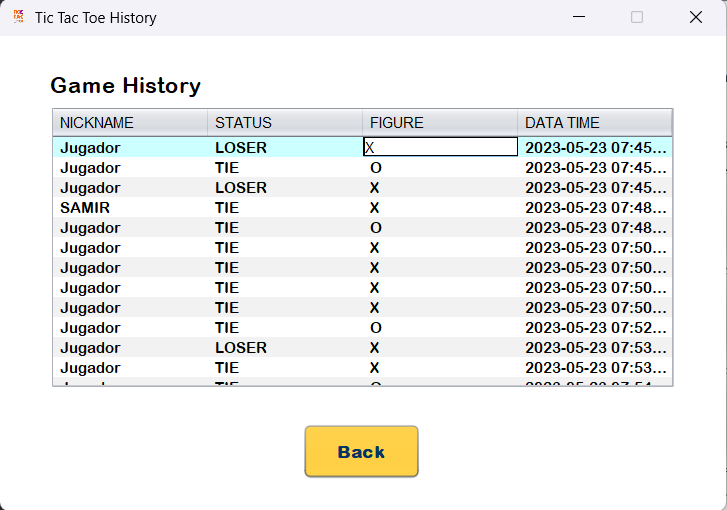 Tic Tac Toe History
Game History
NICKNAME STATUS FIGURE DATA TIME
Jugador LOSER X 2023-05-23 07:45...
Jugador TIE O 2023-05-23 07:45...
Jugador LOSER X 2023-05-23 07:45...
SAMIR TIE X 2023-05-23 07:48...
Jugador TIE O 2023-05-23 07:48...
Jugador TIE X 2023-05-23 07:50...
Jugador TIE X 2023-05-23 07:50...
Jugador TIE X 2023-05-23 07:50...
Jugador TIE X 2023-05-23 07:50...
Jugador TIE O 2023-05-23 07:52...
Jugador LOSER X 2023-05-23 07:53...
Jugador TIE X 2023-05-23 07:53...
Back